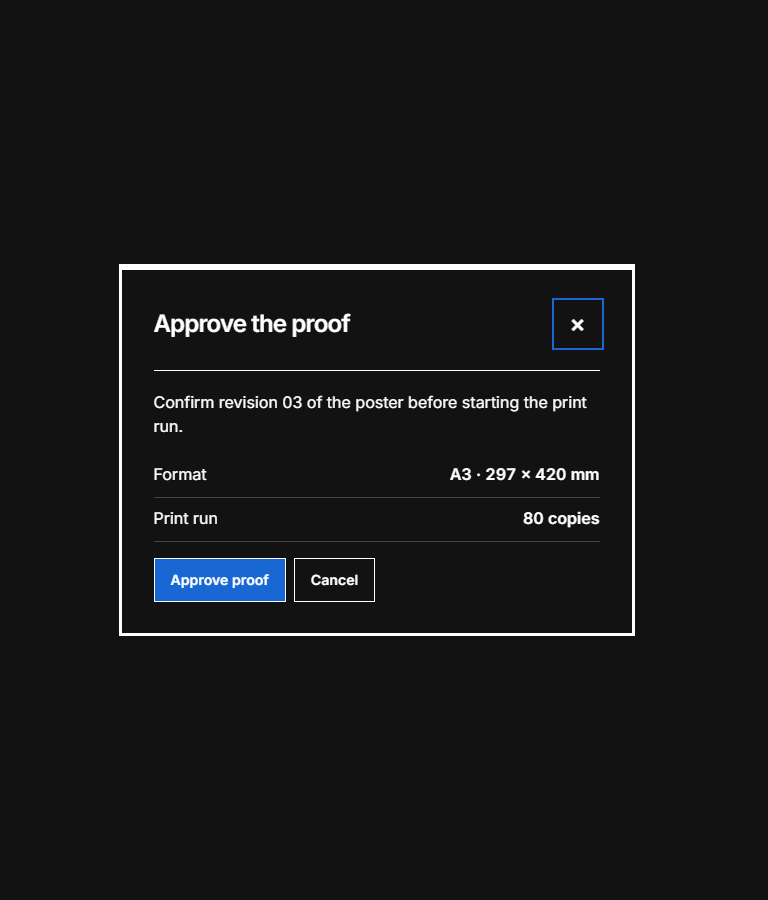 Approve the proof
×
Confirm revision 03 of the poster before starting the print
run.
Format A3 · 297 × 420 mm
Print run 80 copies
Approve proof Cancel